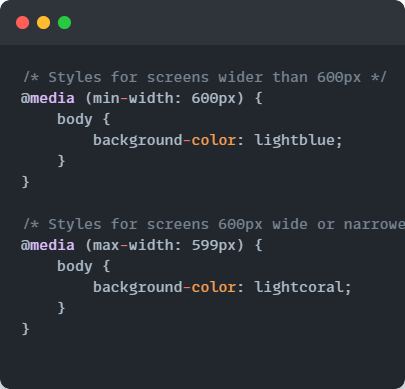 /* Styles for screens wider than 600px */
@media (min-width: 600px) {
    body {
        background-color: lightblue;
    }
}

/* Styles for screens 600px wide or narrowe
@media (max-width: 599px) {
    body {
        background-color: lightcoral;
    }
}